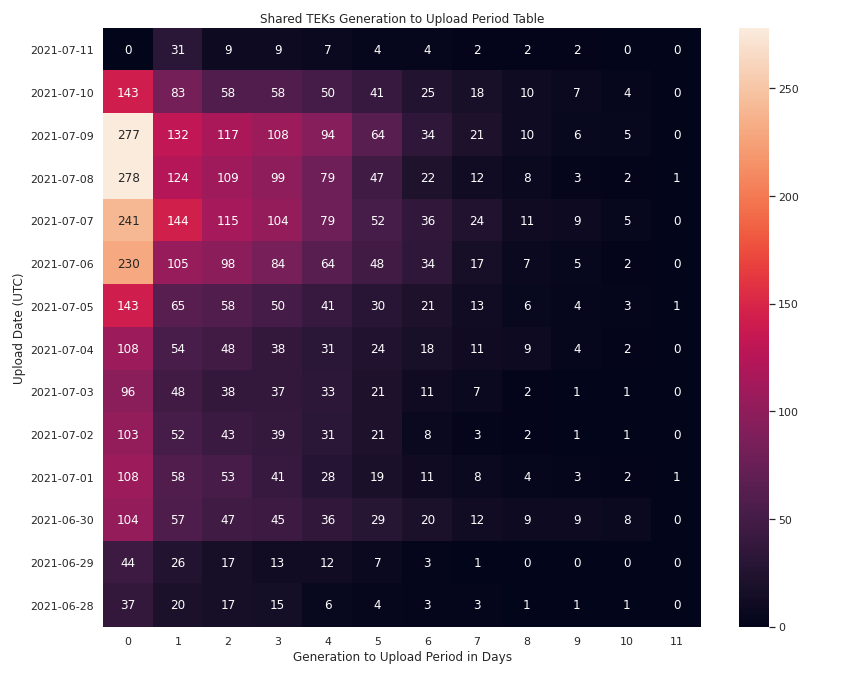 Shared TEKs Generation to Upload Period Table
Upload Date (UTC)
2021-07-11 0 31 9 9 7 4 4 2 2 2 0 0
2021-07-10 143 83 58 58 50 41 25 18 10 7 4 0
2021-07-09 277 132 117 108 94 64 34 21 10 6 5 0
2021-07-08 278 124 109 99 79 47 22 12 8 3 2 1
2021-07-07 241 144 115 104 79 52 36 24 11 9 5 0
2021-07-06 230 105 98 84 64 48 34 17 7 5 2 0
2021-07-05 143 65 58 50 41 30 21 13 6 4 3 1
2021-07-04 108 54 48 38 31 24 18 11 9 4 2 0
2021-07-03 96 48 38 37 33 21 11 7 2 1 1 0
2021-07-02 103 52 43 39 31 21 8 3 2 1 1 0
2021-07-01 108 58 53 41 28 19 11 8 4 3 2 1
2021-06-30 104 57 47 45 36 29 20 12 9 9 8 0
2021-06-29 44 26 17 13 12 7 3 1 0 0 0 0
2021-06-28 37 20 17 15 6 4 3 3 1 1 1 0
0 1 2 3 4 5 6 7 8 9 10 11
Generation to Upload Period in Days
250
200
150
100
50
0